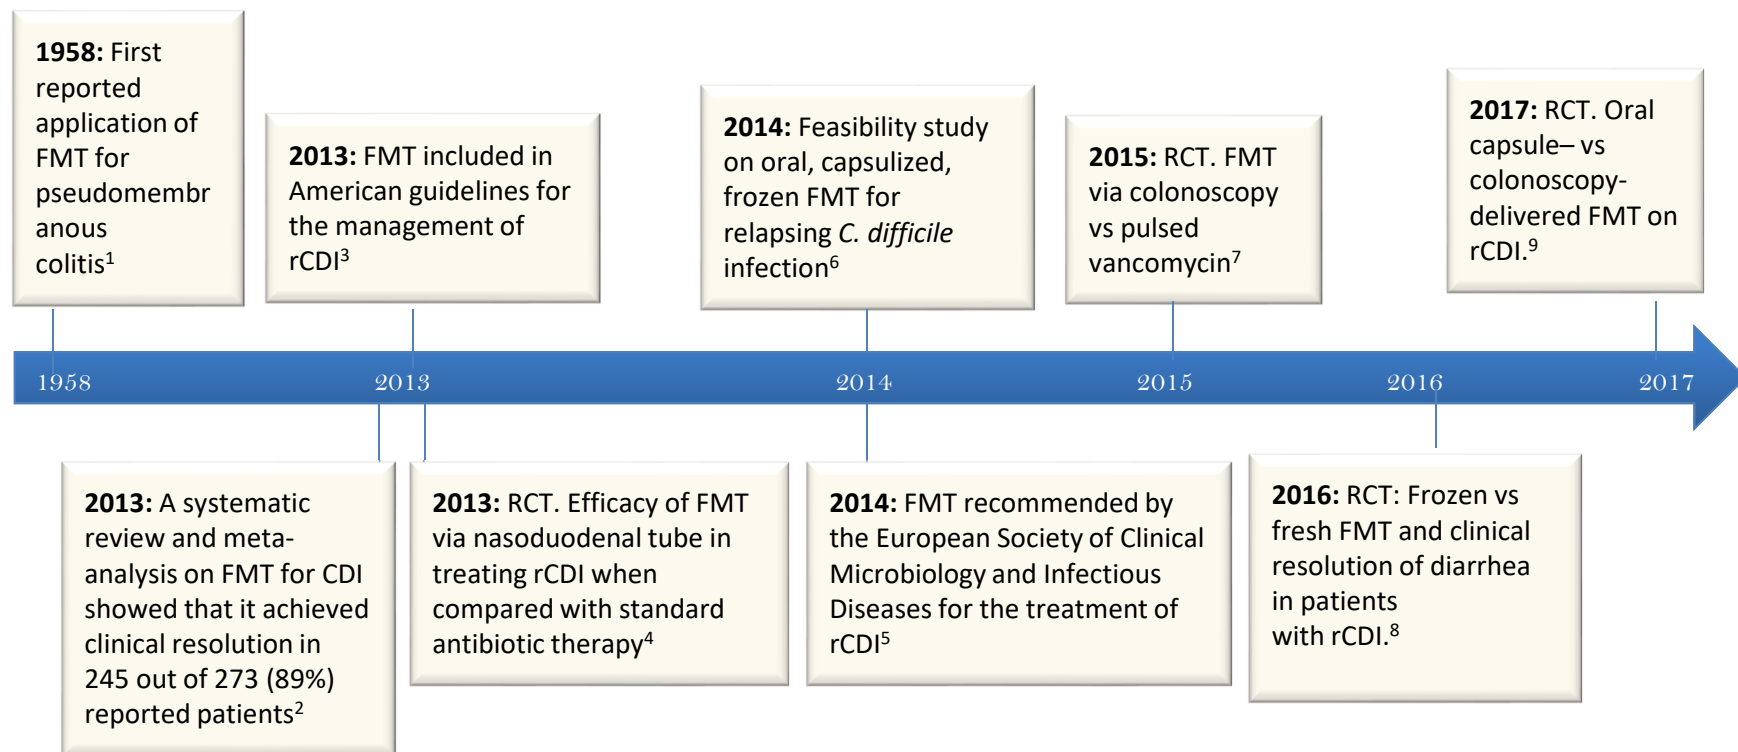 1958: First
reported
application of
FMT for
pseudomembr
anous
colitis¹
2013: FMT included in
American guidelines for
the management of
rCDI³
2014: Feasibility study
on oral, capsulized,
frozen FMT for
relapsing C. difficile
infection⁶
2015: RCT. FMT
via colonoscopy
vs pulsed
vancomycin⁷
2017: RCT. Oral
capsule– vs
colonoscopy-
delivered FMT on
rCDI.⁹
1958 2013 2014 2015 2016 2017
2013: A systematic
review and meta-
analysis on FMT for CDI
showed that it achieved
clinical resolution in
245 out of 273 (89%)
reported patients²
2013: RCT. Efficacy of FMT
via nasoduodenal tube in
treating rCDI when
compared with standard
antibiotic therapy⁴
2014: FMT recommended by
the European Society of Clinical
Microbiology and Infectious
Diseases for the treatment of
rCDI⁵
2016: RCT: Frozen vs
fresh FMT and clinical
resolution of diarrhea
in patients
with rCDI.⁸